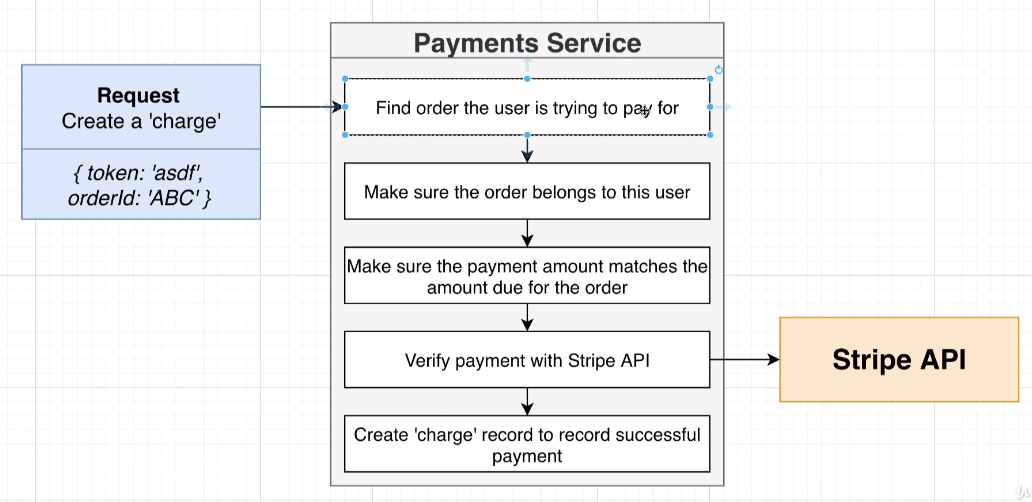 Payments Service
Request
Create a 'charge'
{ token: 'asdf',
orderId: 'ABC' }
Find order the user is trying to pay for
Make sure the order belongs to this user
Make sure the payment amount matches the
amount due for the order
Verify payment with Stripe API
Stripe API
Create 'charge' record to record successful
payment